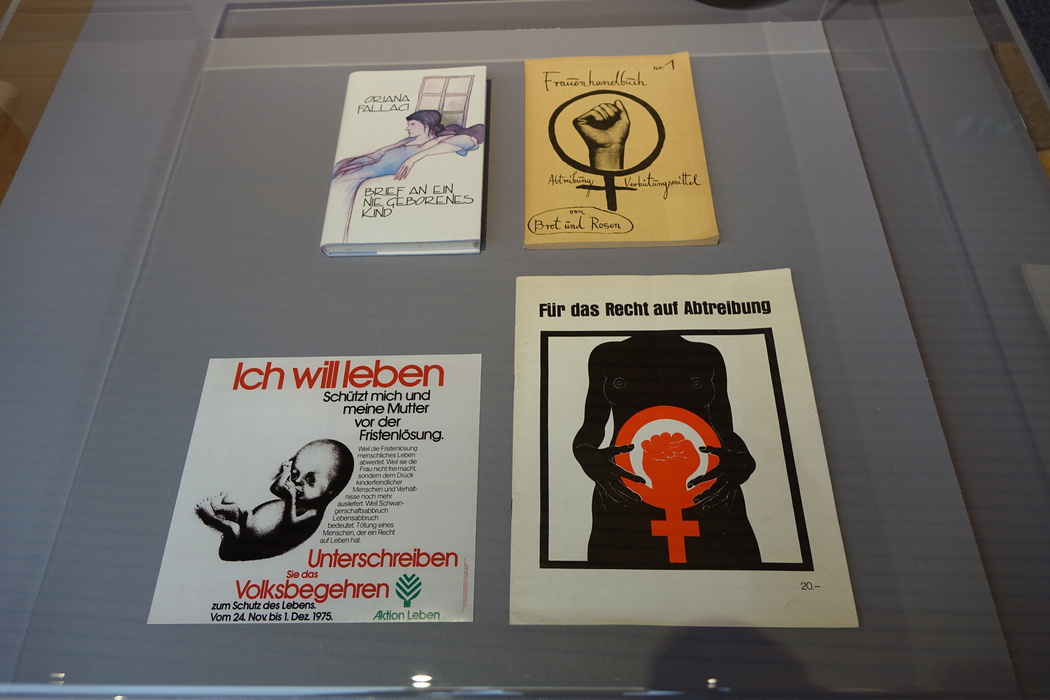 ORIANA
FALLACI
BRIEF AN EIN
NIE GEBORENES
KIND
Nr. 1
Frauenhandbuch
Abtreibung Verhütungsmittel
von
Brot und Rosen
Ich will leben
Schützt mich und
meine Mutter
vor der
Fristenlösung.
Weil die Fristenlösung
menschliches Leben
abwertet. Weil sie die
Frau nicht frei macht,
sondern dem Druck
kinderfeindlicher
Menschen und Verhält-
nisse noch mehr
ausliefert. Weil Schwan-
gerschaftsabbruch
Lebensabbruch
bedeutet. Tötung eines
Menschen, der ein Recht
auf Leben hat.
Unterschreiben
Sie das
Volksbegehren
zum Schutz des Lebens.
Vom 24. Nov. bis 1. Dez. 1975.
Aktion Leben
Für das Recht auf Abtreibung
20.–